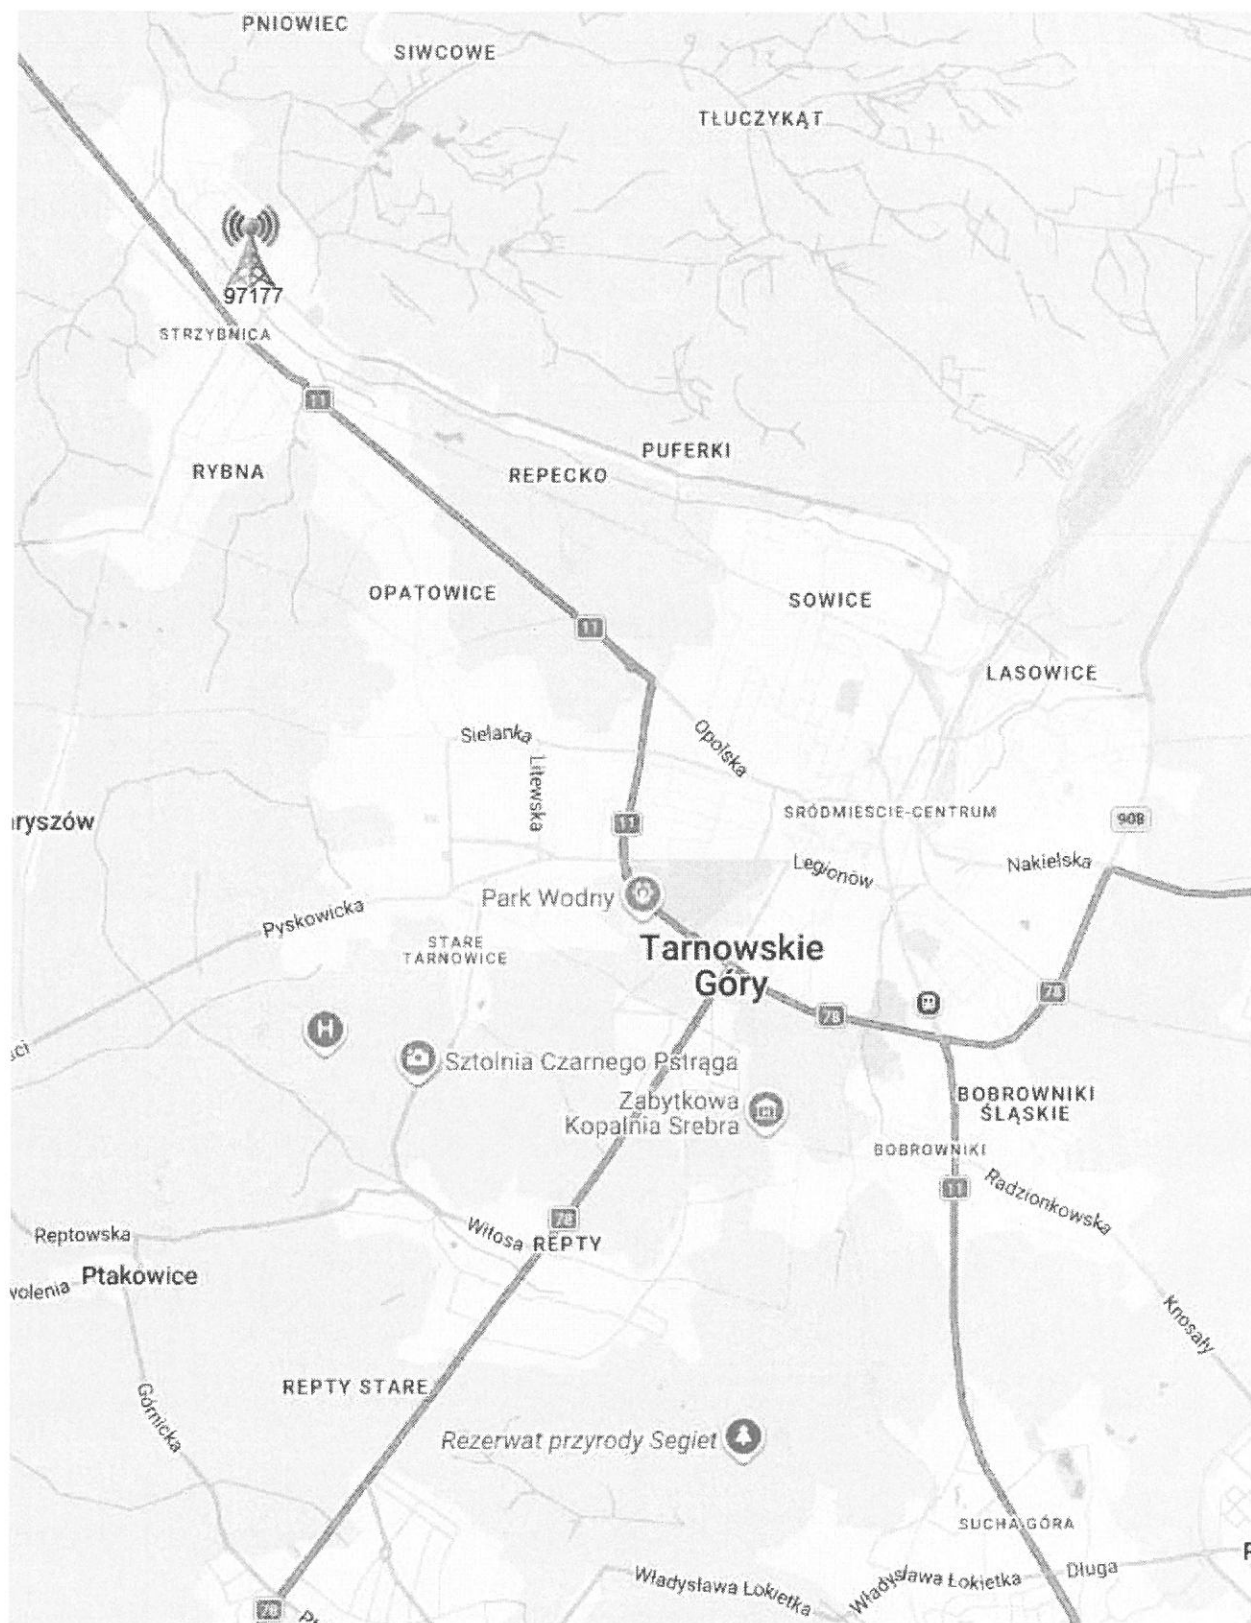 PNIOWIEC
SIWCOWE
TŁUCZYKĄT
97177
STRZYBNICA
11
PUFERKI
RYBNA
REPECKO
OPATOWICE
SOWICE
11
LASOWICE
Sielanka
Opolska
Litewska
ŚRÓDMIEŚCIE-CENTRUM
ryszów
11
908
Legionów
Nakielska
Park Wodny
Pyskowicka
STARE
TARNOWICE
Tarnowskie
Góry
78
78
H
ści
Sztolnia Czarnego Pstrąga
Zabytkowa
Kopalnia Srebra
BOBROWNIKI
ŚLĄSKIE
BOBROWNIKI
11
Radzionkowska
78
Reptowska
Witosa
REPTY
Ptakowice
wolenia
Knosały
REPTY STARE
Górnicka
Rezerwat przyrody Segiet
SUCHA GÓRA
Długa
Władysława Łokietka
Władysława Łokietka
78